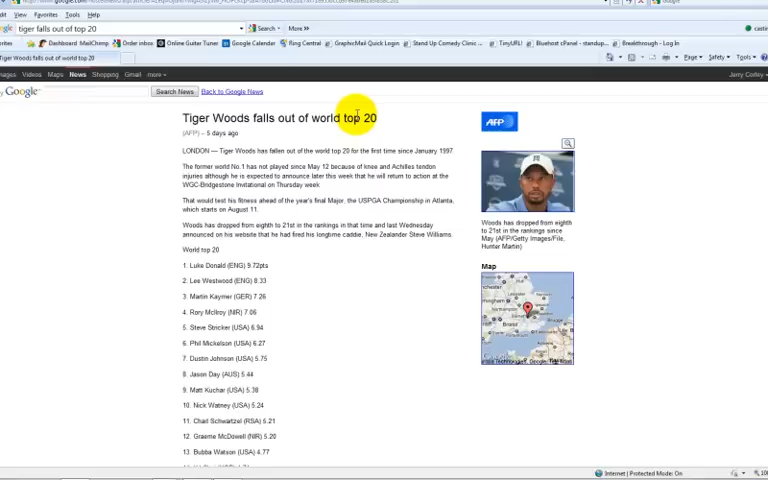 tiger falls out of top 20
Search
More >>
Dashboard MailChimp
Order inbox
Online Guitar Tuner
Google Calendar
Ring Central
GraphicMail Quick Login
Stand Up Comedy Clinic ...
TinyURL!
Bluehost cPanel - standup...
Breakthrough - Log In
View Favorites Tools Help
Tiger Woods falls out of world top 20
Page Safety Tools
Images Videos Maps News Shopping Gmail more
Jerry Corley
Google
Search News
Back to Google News
Tiger Woods falls out of world top 20
(AFP) – 5 days ago
LONDON — Tiger Woods has fallen out of the world top 20 for the first time since January 1997.
The former world No.1 has not played since May 12 because of knee and Achilles tendon
injuries although he is expected to announce later this week that he will return to action at the
WGC-Bridgestone Invitational on Thursday week
That would test his fitness ahead of the year's final Major, the USPGA Championship in Atlanta,
which starts on August 11.
Woods has dropped from eighth to 21st in the rankings in that time and last Wednesday
announced on his website that he had fired his longtime caddie, New Zealander Steve Williams.
World top 20
1. Luke Donald (ENG) 9.72pts
2. Lee Westwood (ENG) 8.33
3. Martin Kaymer (GER) 7.26
4. Rory McIlroy (NIR) 7.06
5. Steve Stricker (USA) 6.94
6. Phil Mickelson (USA) 6.27
7. Dustin Johnson (USA) 5.75
8. Jason Day (AUS) 5.44
9. Matt Kuchar (USA) 5.38
10. Nick Watney (USA) 5.24
11. Charl Schwartzel (RSA) 5.21
12. Graeme McDowell (NIR) 5.20
13. Bubba Watson (USA) 4.77
AFP
Woods has dropped from eighth
to 21st in the rankings since
May (AFP/Getty Images/File,
Hunter Martin)
Map
Internet | Protected Mode: On